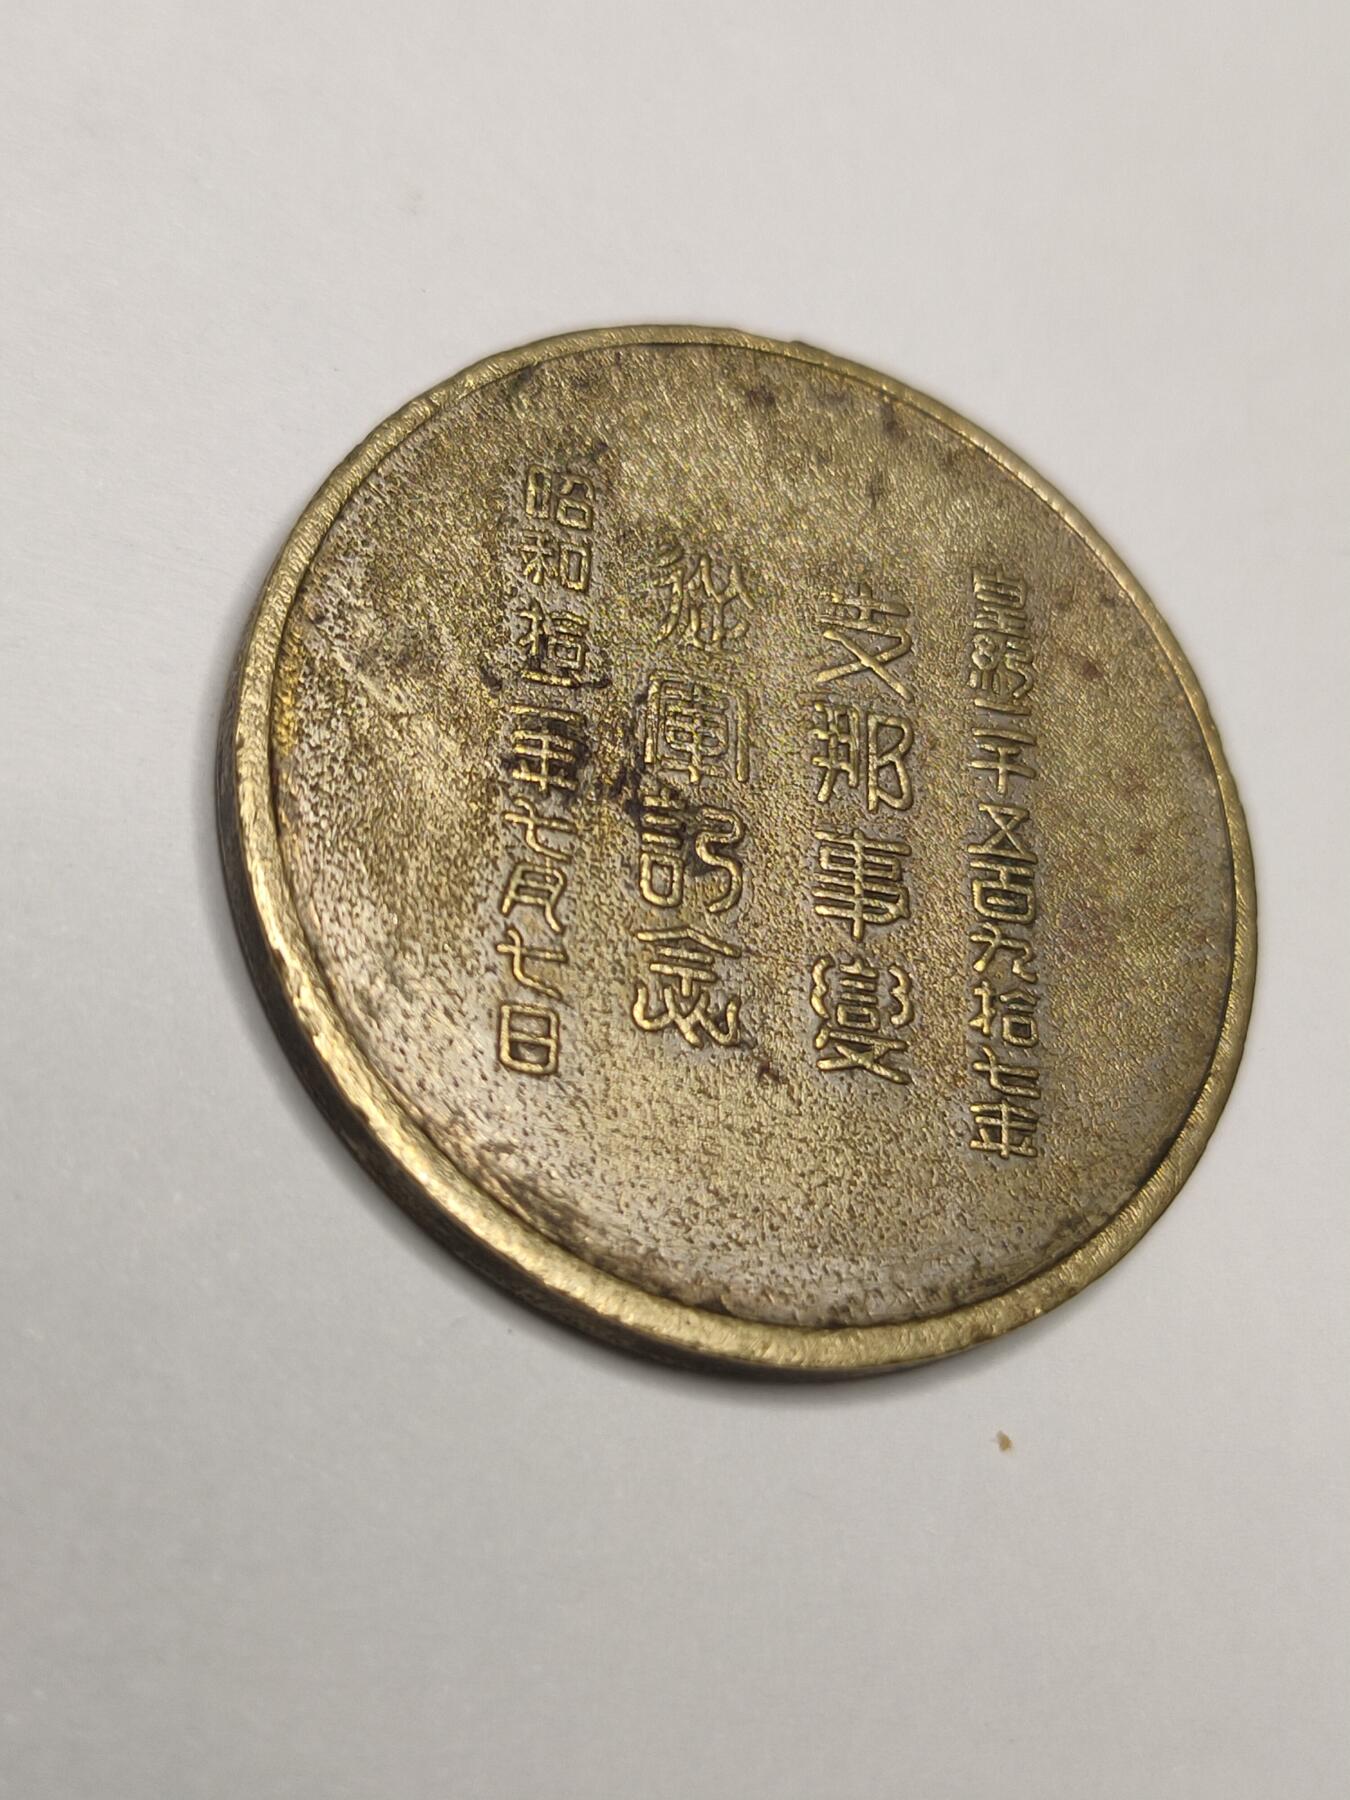 皇紀二千五百九拾七年
支那事變
從軍記念
昭和拾二年七月七日